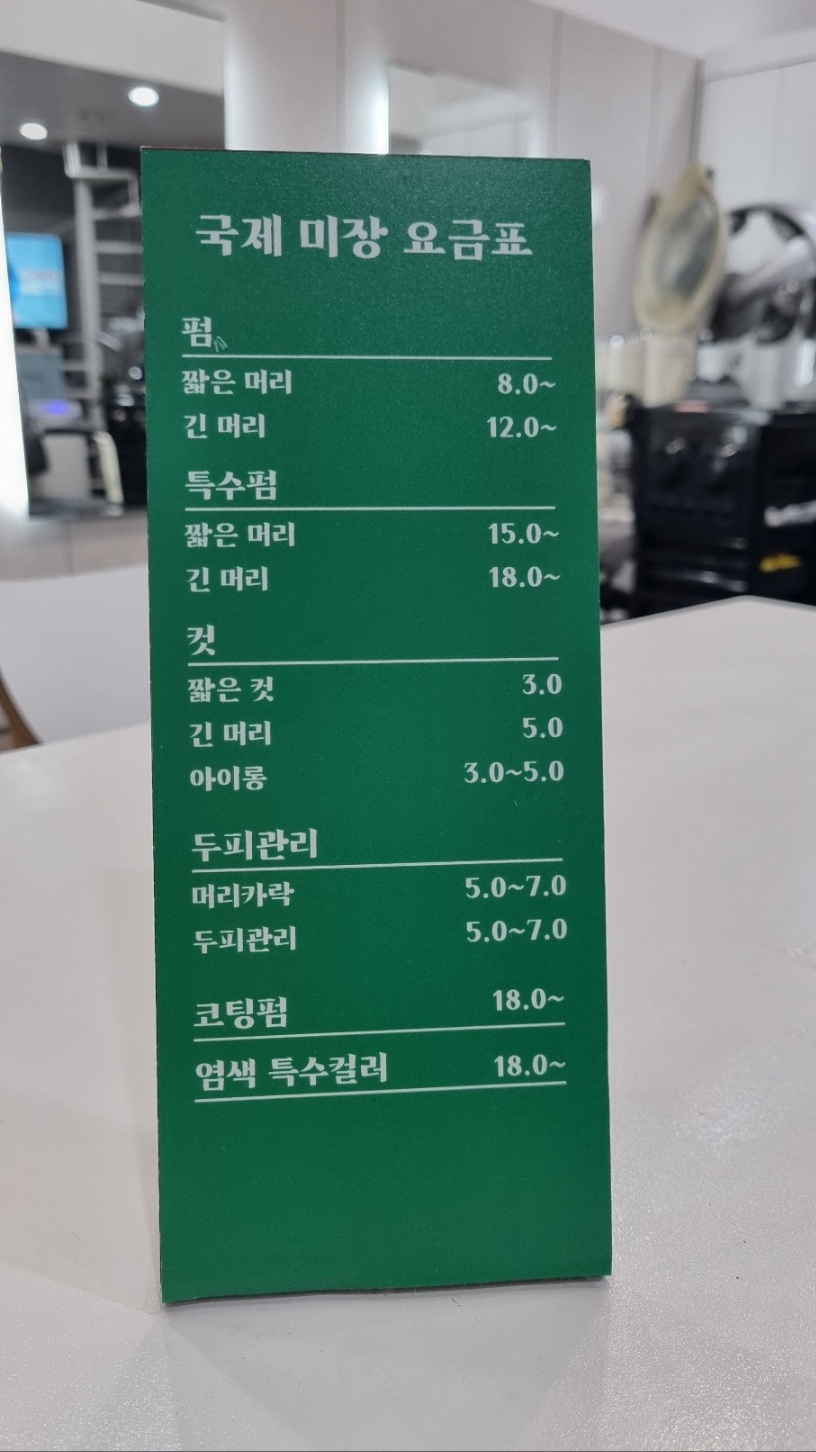 국제 미장 요금표
펌
짧은 머리 8.0~
긴 머리 12.0~
특수펌
짧은 머리 15.0~
긴 머리 18.0~
컷
짧은 컷 3.0
긴 머리 5.0
아이롱 3.0~5.0
두피관리
머리카락 5.0~7.0
두피관리 5.0~7.0
코팅펌 18.0~
염색 특수컬러 18.0~